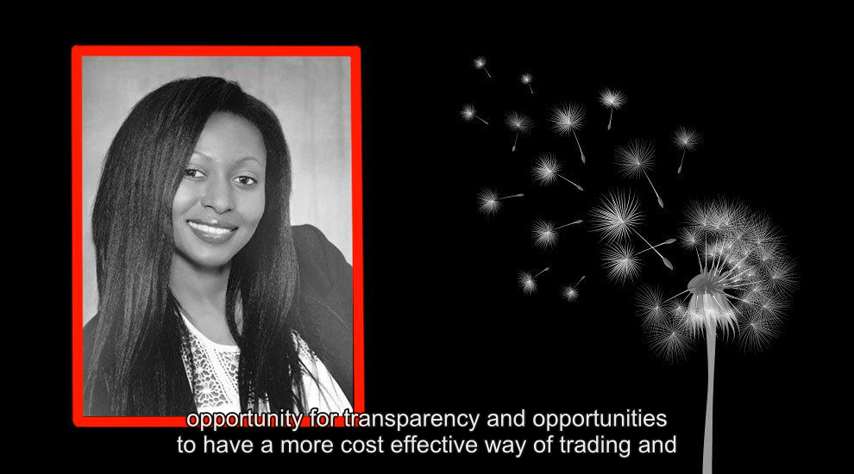 opportunity for transparency and opportunities
to have a more cost effective way of trading and